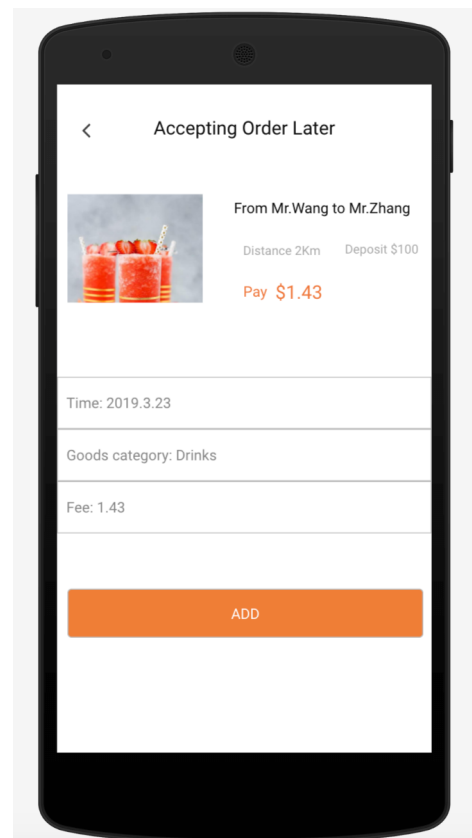 Accepting Order Later
From Mr.Wang to Mr.Zhang
Distance 2Km Deposit $100
Pay $1.43
Time: 2019.3.23
Goods category: Drinks
Fee: 1.43
ADD